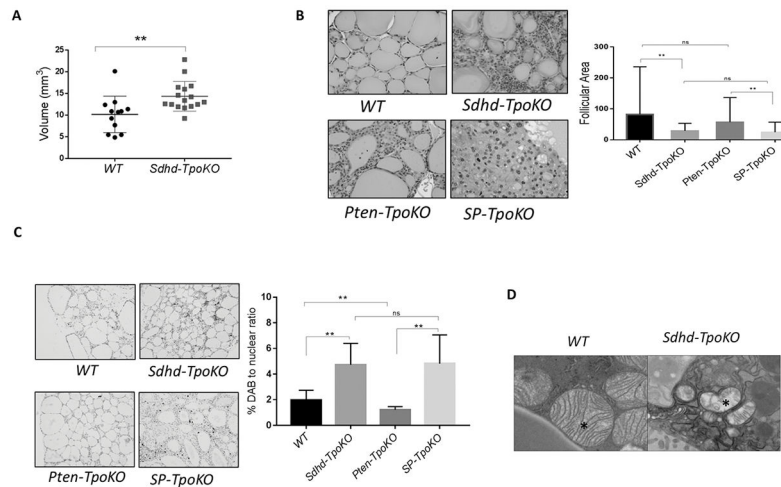 A
**
Volume (mm3)
25
20
15
10
5
0
WT
Sdhd-TpoKO
B
WT
Sdhd-TpoKO
Pten-TpoKO
SP-TpoKO
ns
**
ns
**
Follicular Area
300
200
100
0
WT
Sdhd-TpoKO
Pten-TpoKO
SP-TpoKO
C
WT
Sdhd-TpoKO
Pten-TpoKO
SP-TpoKO
**
ns
**
**
% DAB to nuclear ratio
10
8
6
4
2
0
WT
Sdhd-TpoKO
Pten-TpoKO
SP-TpoKO
D
WT
Sdhd-TpoKO
*
*